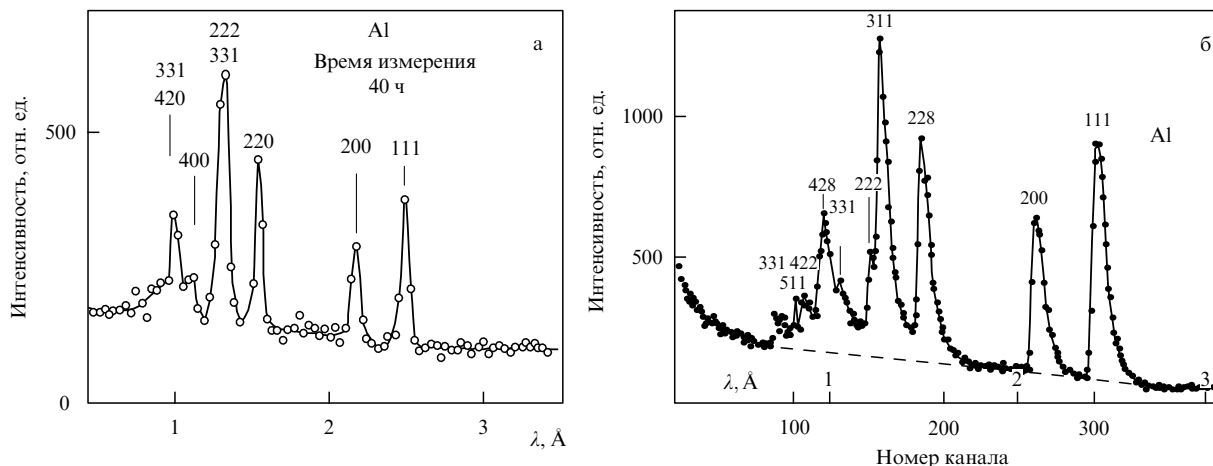 Al
а
Время измерения
40 ч
222
331
331
420
400
220
200
111
500
0
Интенсивность, отн. ед.
1
2
3
λ, Å
б
Al
311
228
111
200
428
331
222
331
422
511
1000
500
Интенсивность, отн. ед.
λ, Å
1
2
3
100
200
300
Номер канала